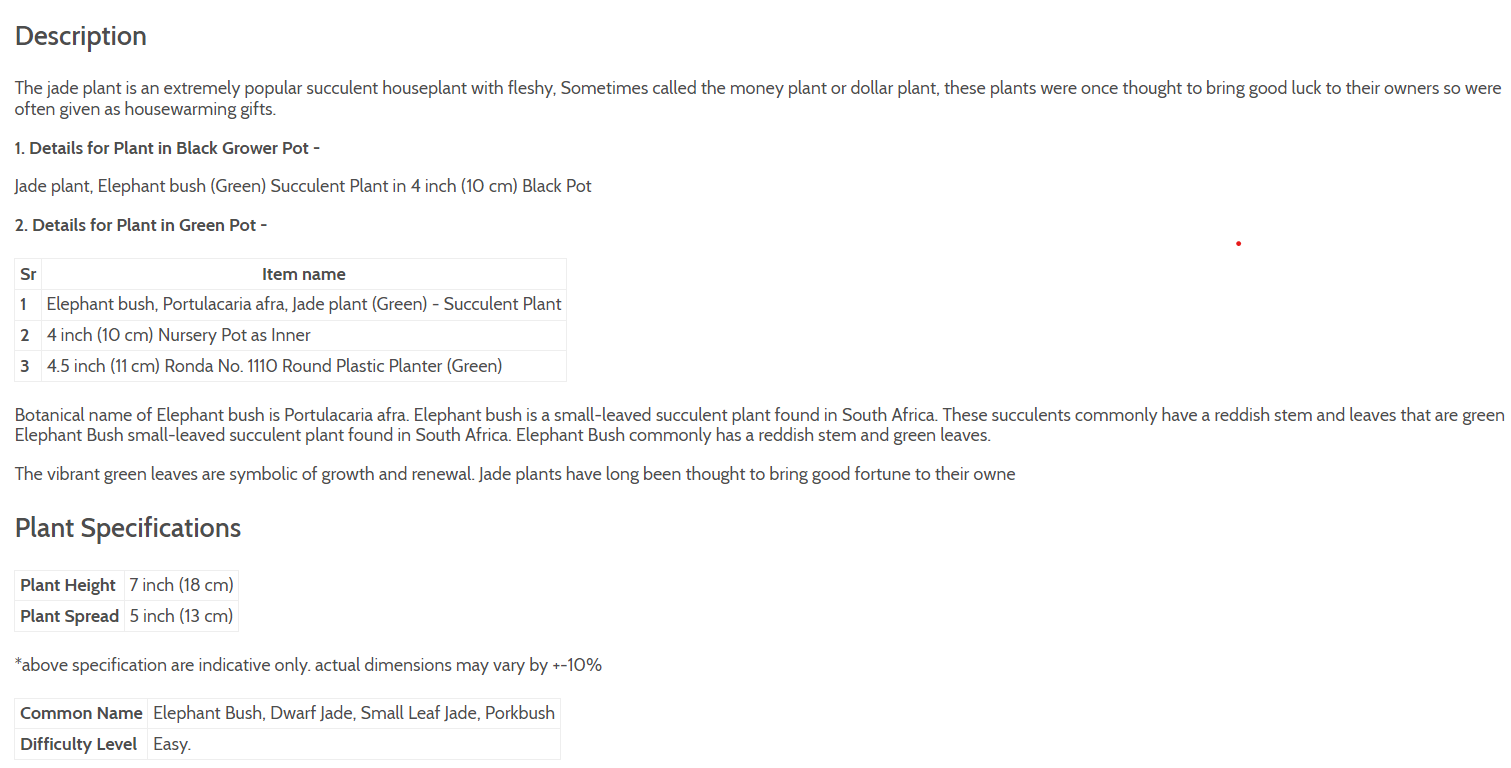 Description
The jade plant is an extremely popular succulent houseplant with fleshy, Sometimes called the money plant or dollar plant, these plants were once thought to bring good luck to their owners so were
often given as housewarming gifts.
1. Details for Plant in Black Grower Pot -
Jade plant, Elephant bush (Green) Succulent Plant in 4 inch (10 cm) Black Pot
2. Details for Plant in Green Pot -
Sr Item name
1 Elephant bush, Portulacaria afra, Jade plant (Green) - Succulent Plant
2 4 inch (10 cm) Nursery Pot as Inner
3 4.5 inch (11 cm) Ronda No. 1110 Round Plastic Planter (Green)
Botanical name of Elephant bush is Portulacaria afra. Elephant bush is a small-leaved succulent plant found in South Africa. These succulents commonly have a reddish stem and leaves that are green
Elephant Bush small-leaved succulent plant found in South Africa. Elephant Bush commonly has a reddish stem and green leaves.
The vibrant green leaves are symbolic of growth and renewal. Jade plants have long been thought to bring good fortune to their owne
Plant Specifications
Plant Height 7 inch (18 cm)
Plant Spread 5 inch (13 cm)
*above specification are indicative only. actual dimensions may vary by +-10%
Common Name Elephant Bush, Dwarf Jade, Small Leaf Jade, Porkbush
Difficulty Level Easy.